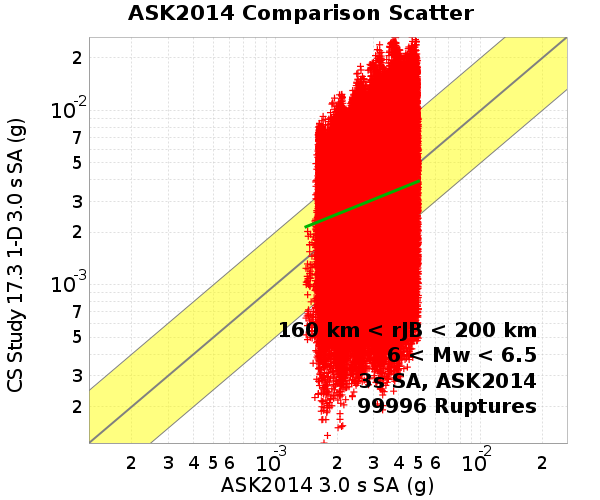 ASK2014 Comparison Scatter
CS Study 17.3 1-D 3.0 s SA (g)
2
10-2
7
5
3
2
10-3
7
5
3
2
160 km < rJB < 200 km
6 < Mw < 6.5
3s SA, ASK2014
99996 Ruptures
2 3 4 5 6 10-3 2 3 4 5 6 10-2 2
ASK2014 3.0 s SA (g)